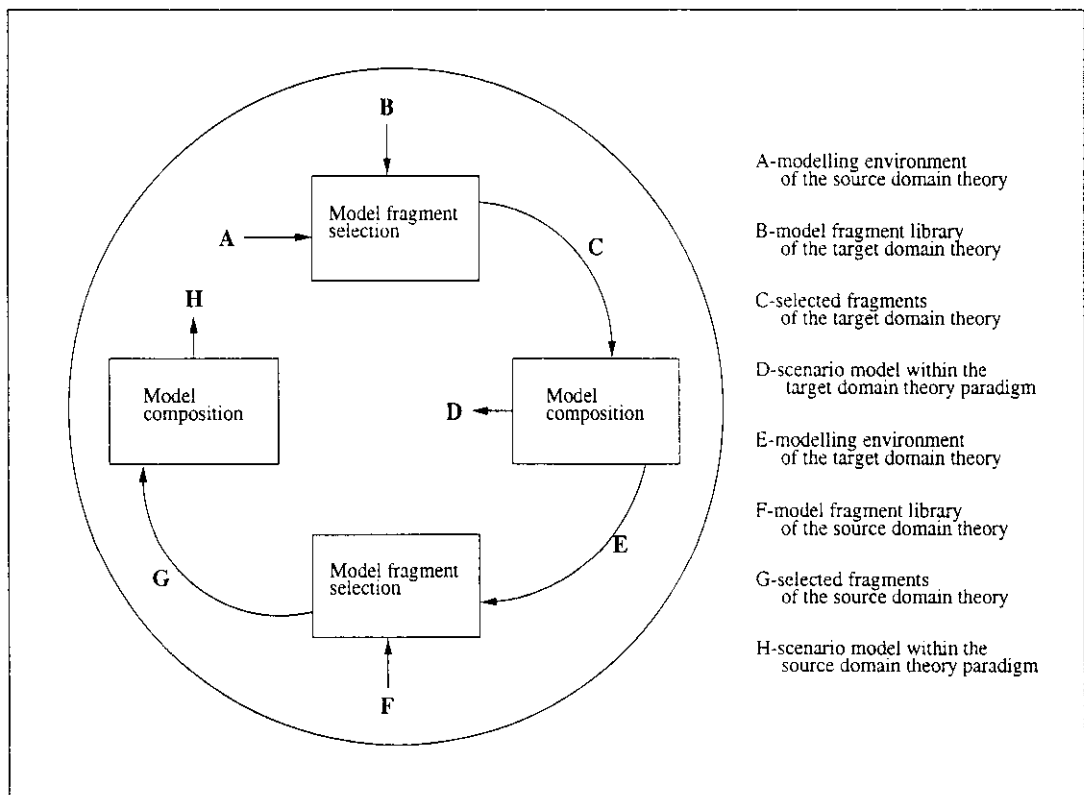 B
Model fragment
selection
A
C
H
Model
composition
D
Model
composition
E
G
Model fragment
selection
F
A-modelling environment
of the source domain theory
B-model fragment library
of the target domain theory
C-selected fragments
of the target domain theory
D-scenario model within the
target domain theory paradigm
E-modelling environment
of the target domain theory
F-model fragment library
of the source domain theory
G-selected fragments
of the source domain theory
H-scenario model within the
source domain theory paradigm